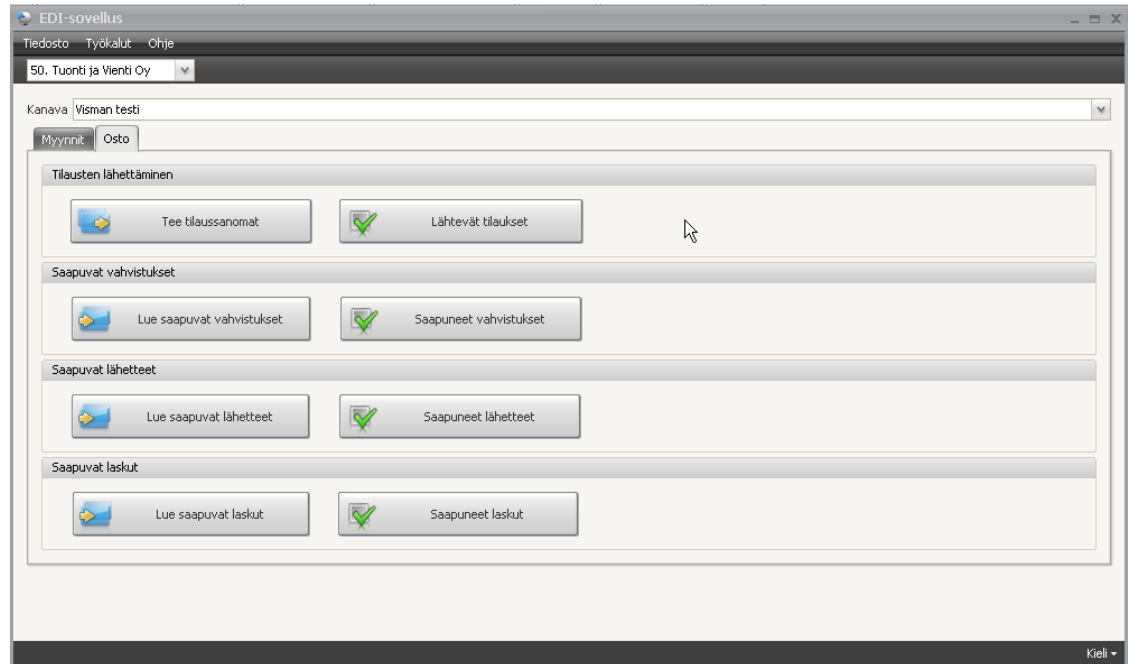 EDI-sovellus
Tiedosto Työkalut Ohje
50. Tuonti ja Vienti Oy
Kanava Visman testi
Myynnit Osto
Tilausten lähettäminen
Tee tilaussanomat Lähtevät tilaukset
Saapuvat vahvistukset
Lue saapuvat vahvistukset Saapuneet vahvistukset
Saapuvat lähetteet
Lue saapuvat lähetteet Saapuneet lähetteet
Saapuvat laskut
Lue saapuvat laskut Saapuneet laskut
Kieli